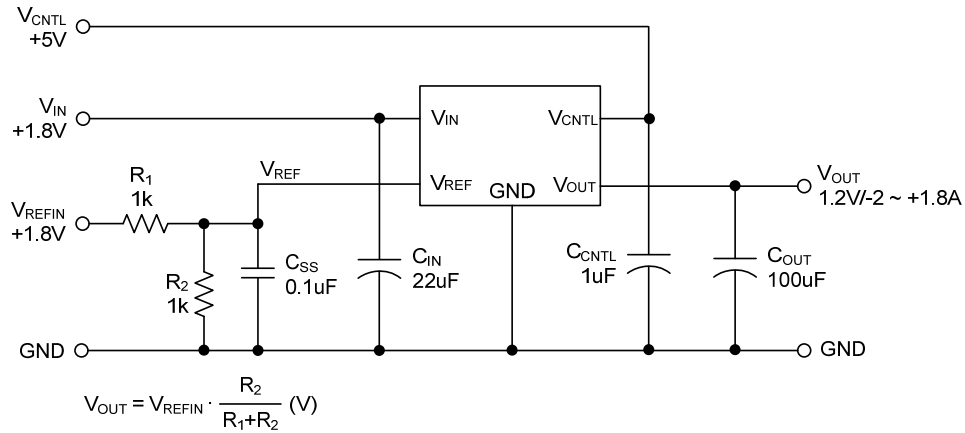 VCNTL
+5V
VIN
+1.8V
VIN
VCNTL
VREF
VREF
GND
VOUT
VOUT
1.2V/-2 ~ +1.8A
R1
1k
VREFIN
+1.8V
R2
1k
CSS
0.1uF
CIN
22uF
CCNTL
1uF
COUT
100uF
GND
GND
VOUT = VREFIN · R2 / R1+R2 (V)